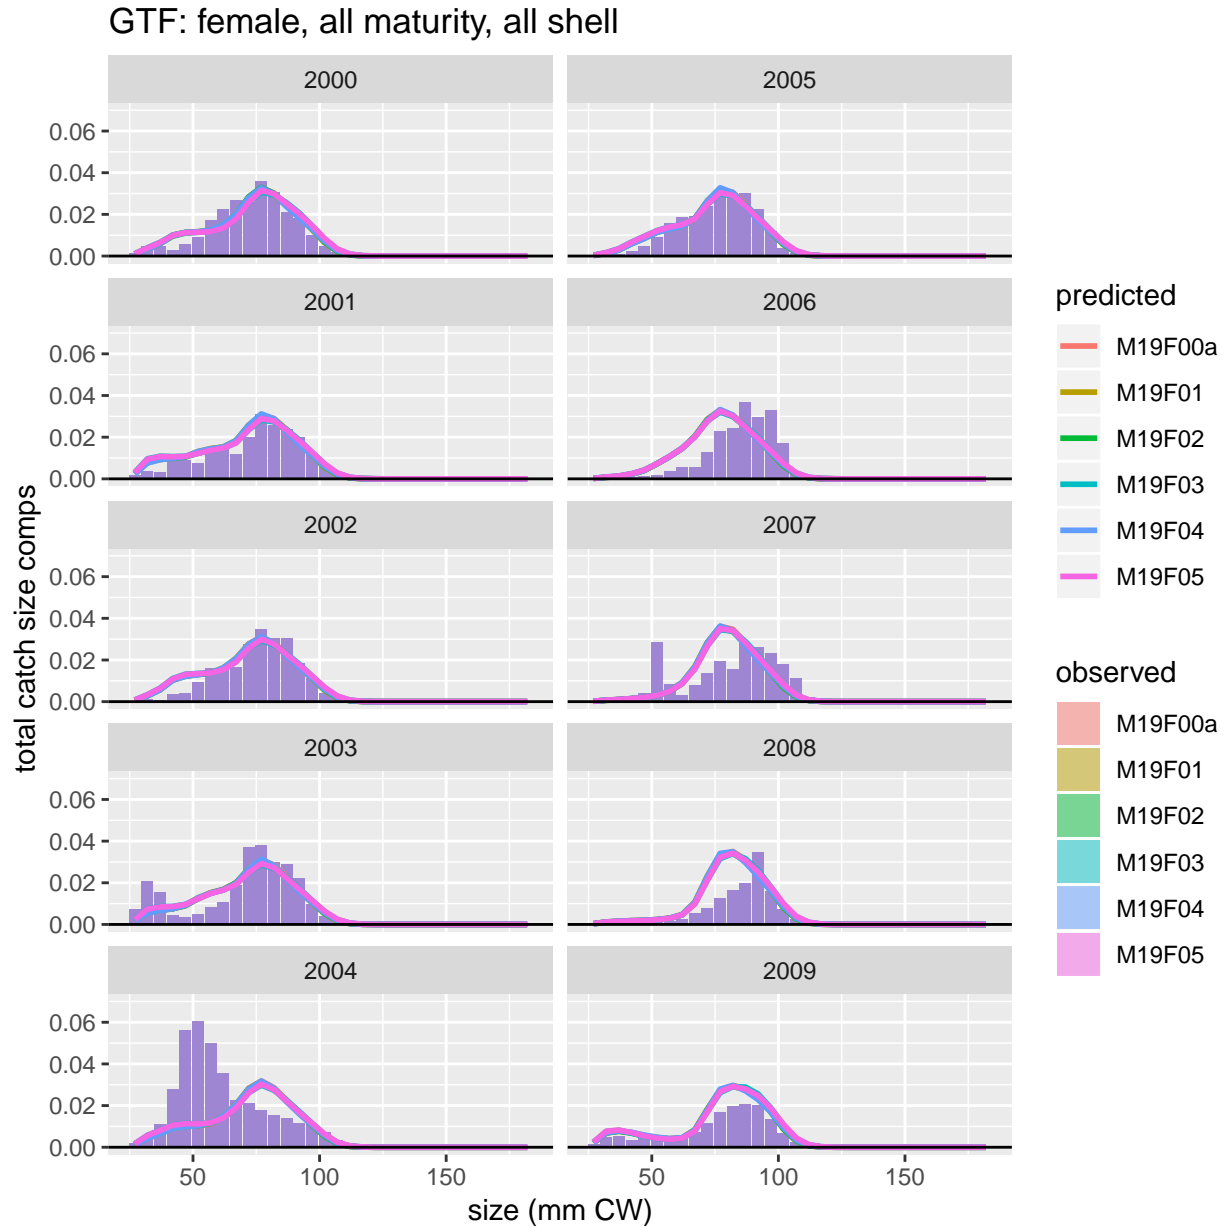 GTF: female, all maturity, all shell
total catch size comps
2000
0.06
0.04
0.02
0.00
2005
2001
0.06
0.04
0.02
0.00
2006
2002
0.06
0.04
0.02
0.00
2007
2003
0.06
0.04
0.02
0.00
2008
2004
0.06
0.04
0.02
0.00
2009
50 100 150
50 100 150
size (mm CW)
predicted
M19F00a
M19F01
M19F02
M19F03
M19F04
M19F05
observed
M19F00a
M19F01
M19F02
M19F03
M19F04
M19F05